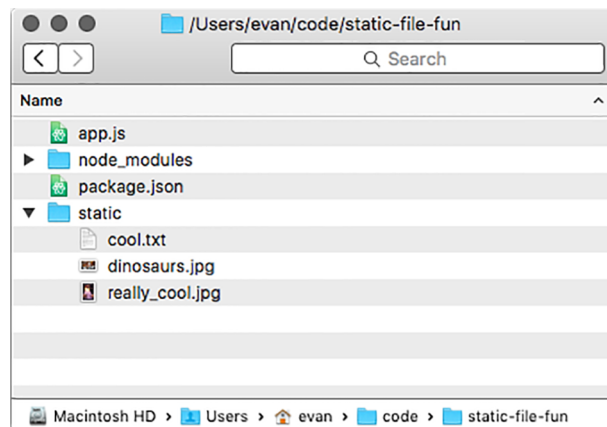 /Users/evan/code/static-file-fun
Search
Name
app.js
node_modules
package.json
static
cool.txt
dinosaurs.jpg
really_cool.jpg
Macintosh HD › Users › evan › code › static-file-fun